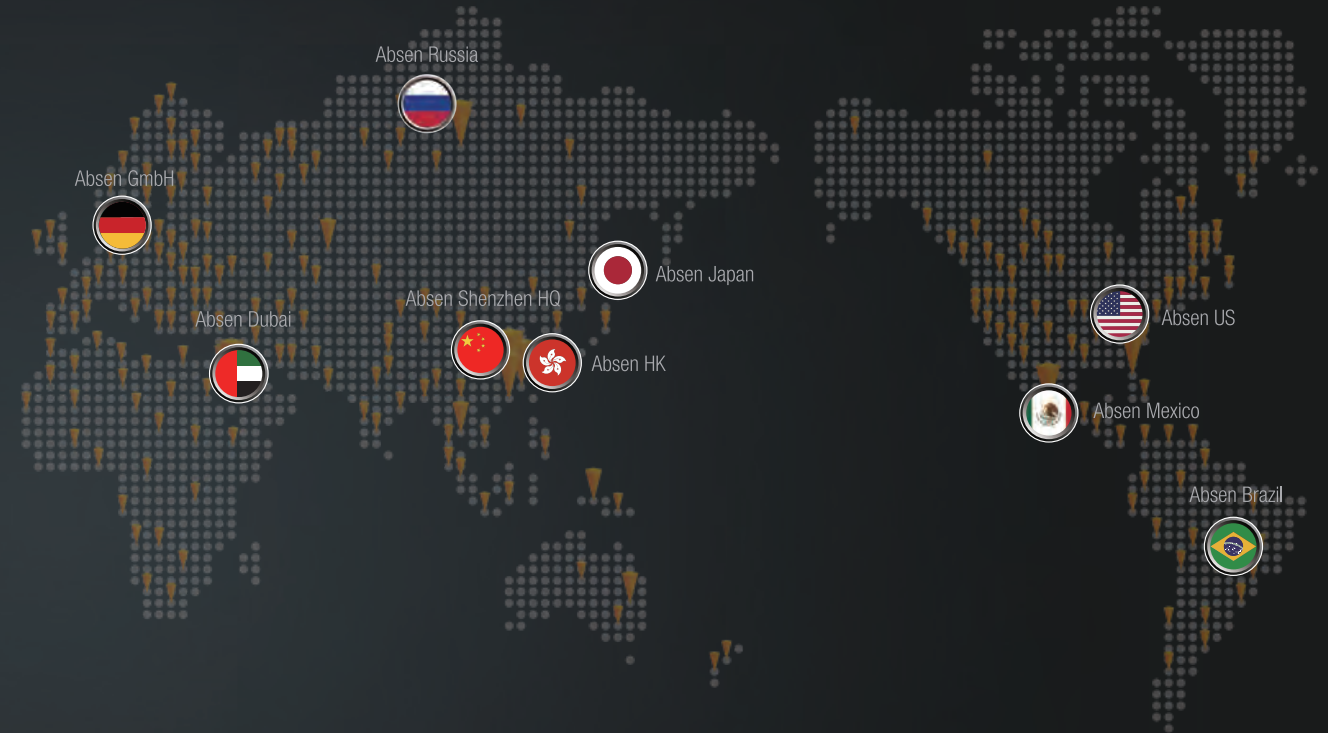 Absen Russia
Absen GmbH
Absen Japan
Absen Shenzhen HQ
Absen Dubai
Absen US
Absen HK
Absen Mexico
Absen Brazil